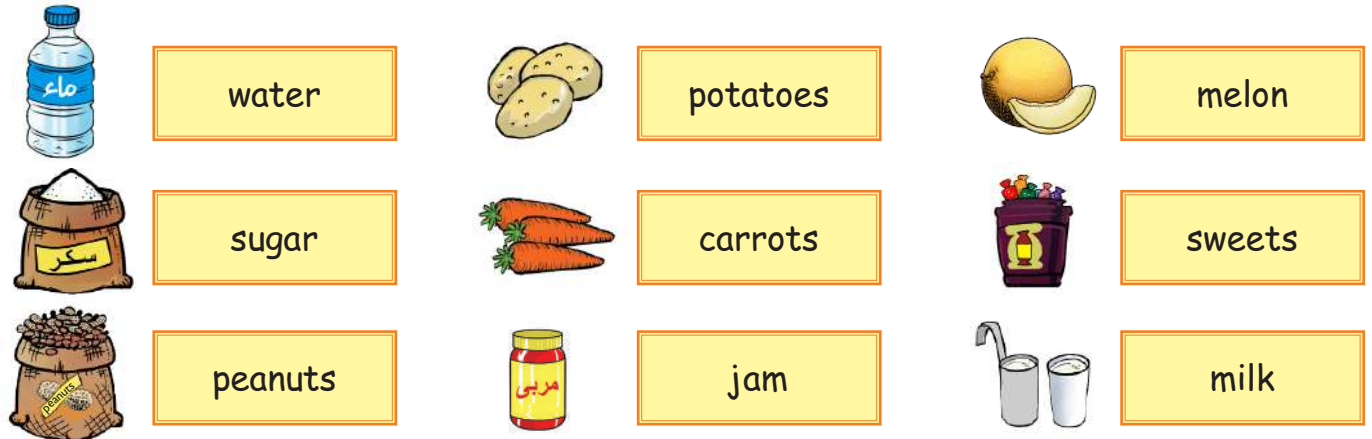 ماء
water
potatoes
melon
سكر
sugar
carrots
sweets
peanuts
peanuts
مربى
jam
milk